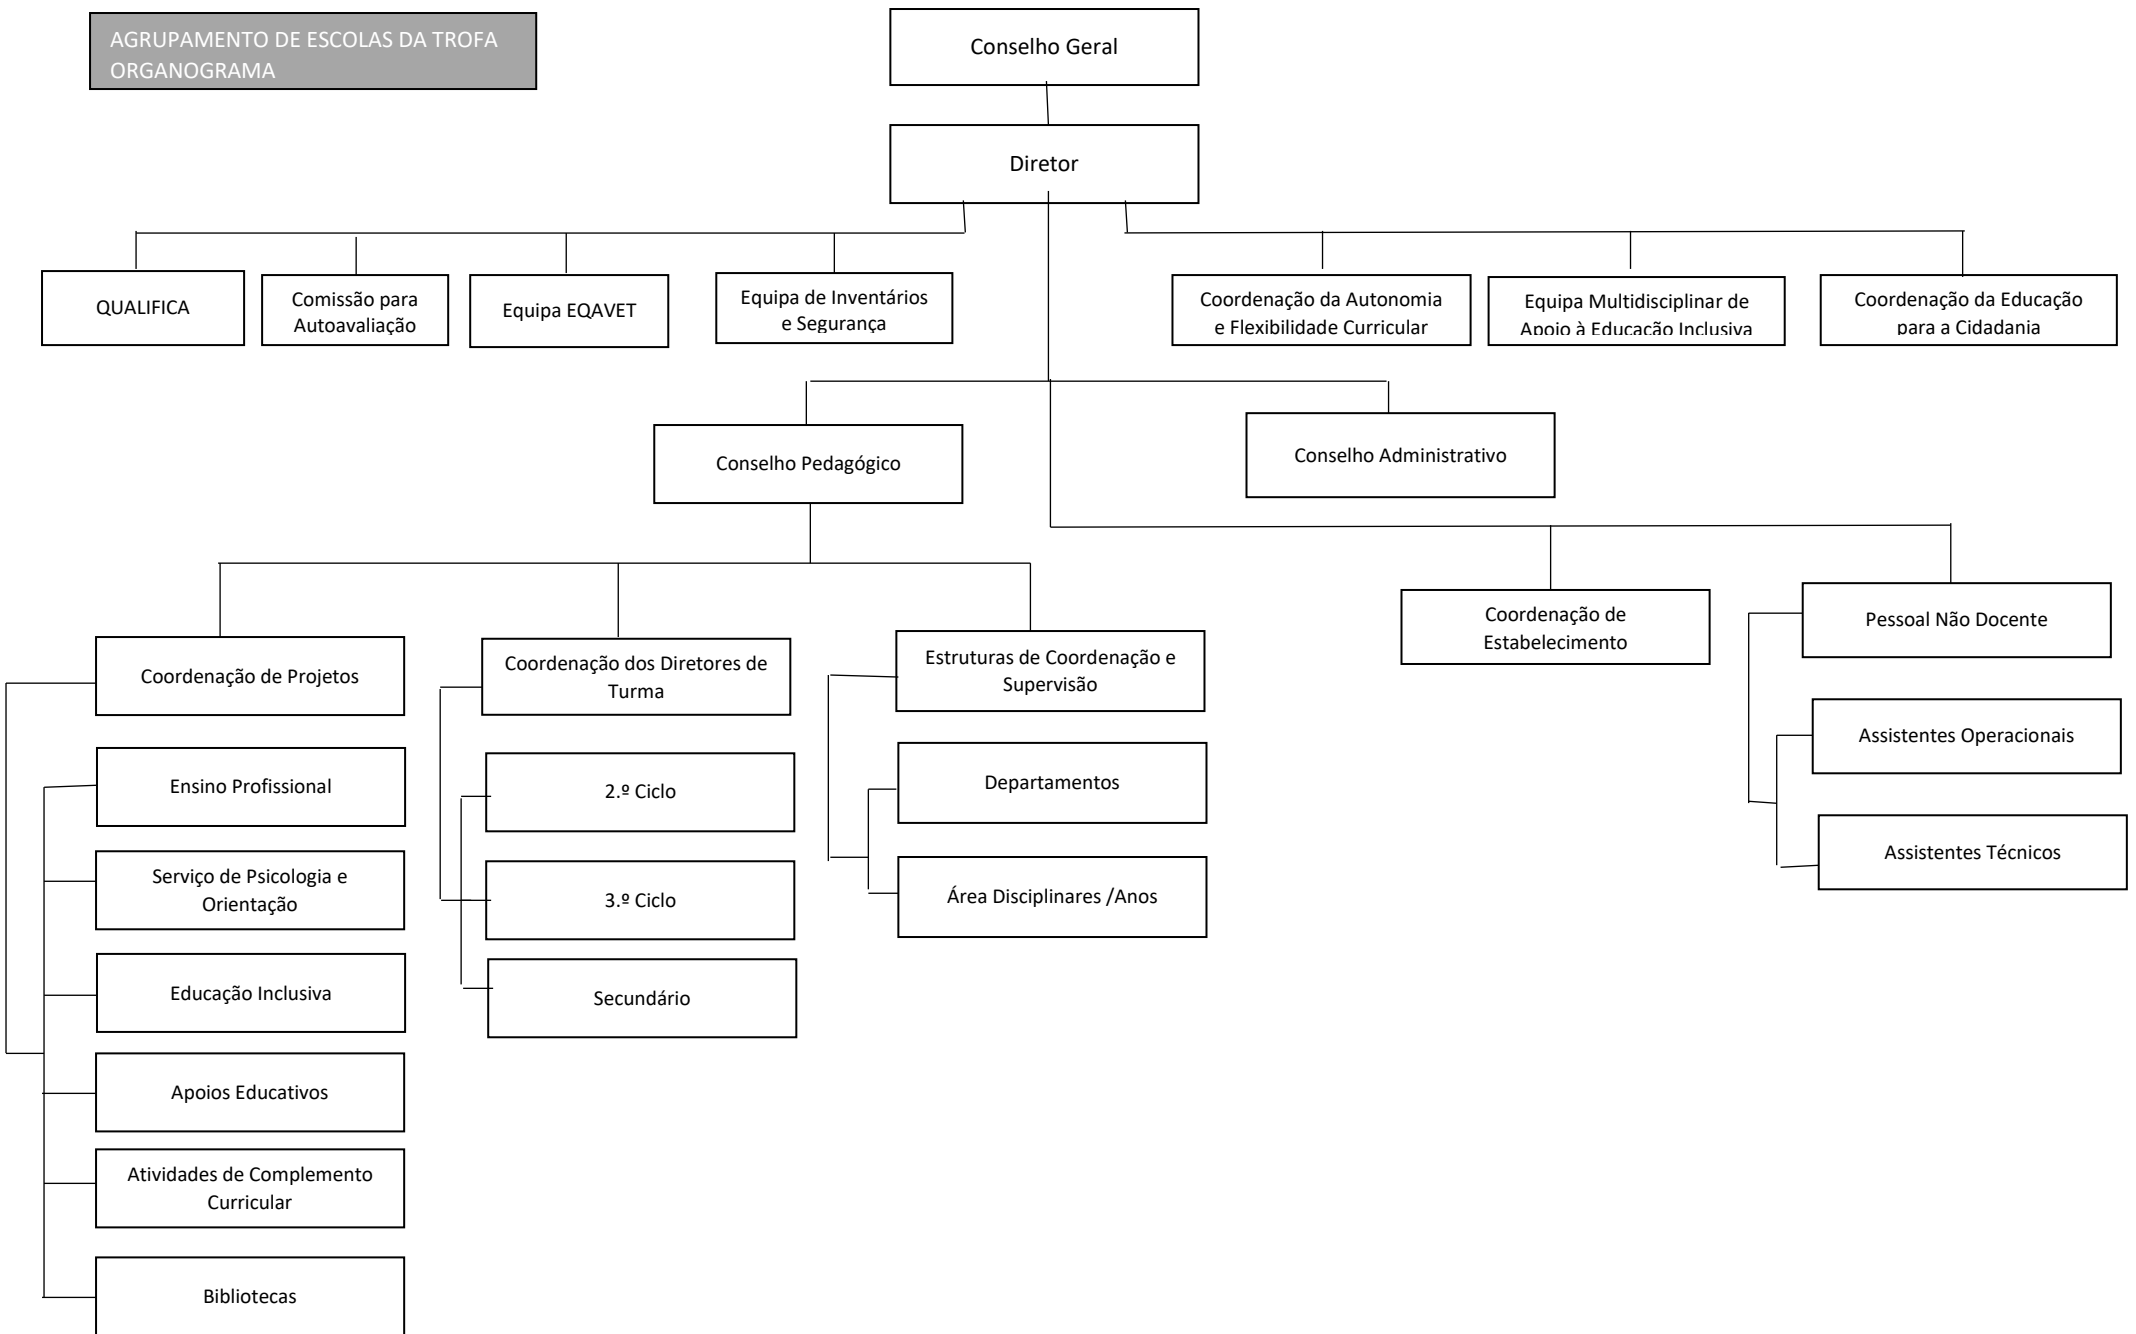 AGRUPAMENTO DE ESCOLAS DA TROFA
ORGANOGRAMA
Conselho Geral
Diretor
QUALIFICA
Comissão para
Autoavaliação
Equipa EQAVET
Equipa de Inventários
e Segurança
Coordenação da Autonomia
e Flexibilidade Curricular
Equipa Multidisciplinar de
Apoio à Educação Inclusiva
Coordenação da Educação
para a Cidadania
Conselho Pedagógico
Conselho Administrativo
Coordenação de Projetos
Ensino Profissional
Serviço de Psicologia e
Orientação
Educação Inclusiva
Apoios Educativos
Atividades de Complemento
Curricular
Bibliotecas
Coordenação dos Diretores de
Turma
2.º Ciclo
3.º Ciclo
Secundário
Estruturas de Coordenação e
Supervisão
Departamentos
Área Disciplinares /Anos
Coordenação de
Estabelecimento
Pessoal Não Docente
Assistentes Operacionais
Assistentes Técnicos